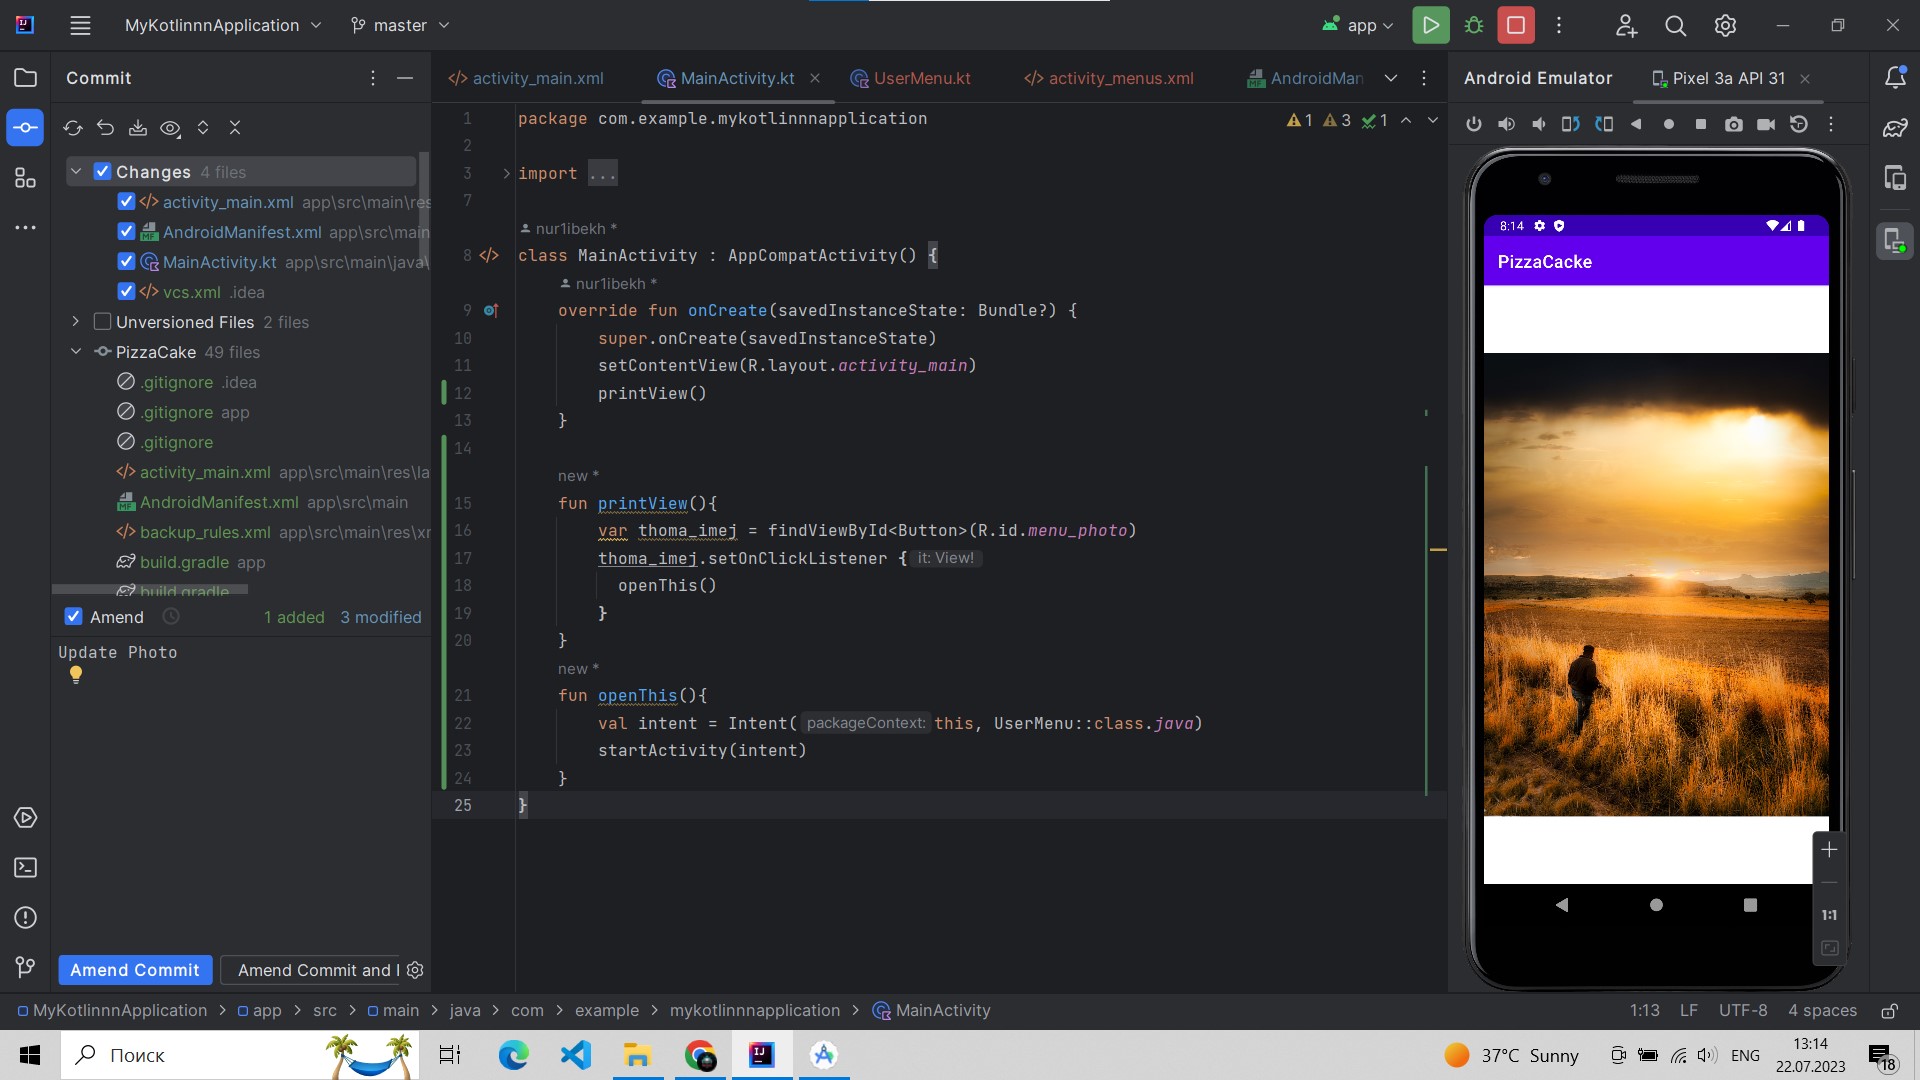 MyKotlinnnApplication
master
app
Commit
activity_main.xml
MainActivity.kt
UserMenu.kt
activity_menus.xml
AndroidMan
Android Emulator
Pixel 3a API 31
Changes 4 files
activity_main.xml app\src\main\res
AndroidManifest.xml app\src\main
MainActivity.kt app\src\main\java\
vcs.xml .idea
Unversioned Files 2 files
PizzaCake 49 files
.gitignore .idea
.gitignore app
.gitignore
activity_main.xml app\src\main\res\la
AndroidManifest.xml app\src\main
backup_rules.xml app\src\main\res\xr
build.gradle app
build.gradle
Amend
1 added 3 modified
Update Photo
Amend Commit
Amend Commit and
1 package com.example.mykotlinnnapplication
1 3 1
2
3 import ...
7
nur1ibekh *
8 class MainActivity : AppCompatActivity() {
nur1ibekh *
9 override fun onCreate(savedInstanceState: Bundle?) {
10 super.onCreate(savedInstanceState)
11 setContentView(R.layout.activity_main)
12 printView()
13 }
14
new *
15 fun printView(){
16 var thoma_imej = findViewById<Button>(R.id.menu_photo)
17 thoma_imej.setOnClickListener { it: View!
18 openThis()
19 }
20 }
new *
21 fun openThis(){
22 val intent = Intent( packageContext: this, UserMenu::class.java)
23 startActivity(intent)
24 }
25 }
8:14
PizzaCacke
1:1
MyKotlinnnApplication > app > src > main > java > com > example > mykotlinnnapplication > MainActivity
1:13 LF UTF-8 4 spaces
Поиск
37°C Sunny
ENG
13:14
22.07.2023
18